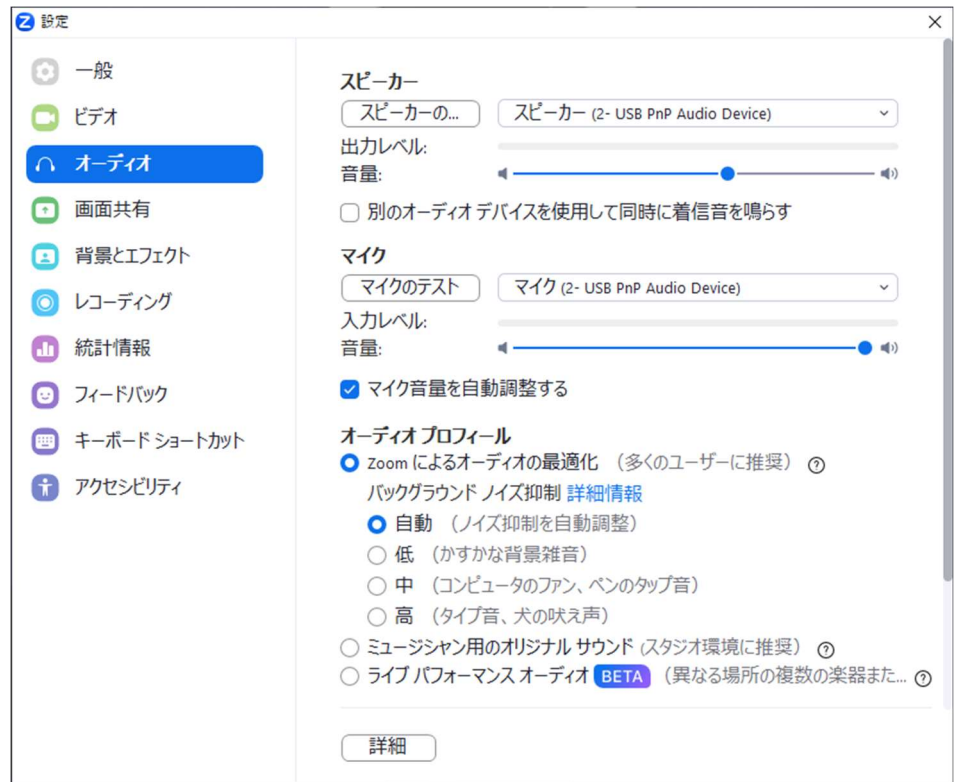 設定
一般
ビデオ
オーディオ
画面共有
背景とエフェクト
レコーディング
統計情報
フィードバック
キーボード ショートカット
アクセシビリティ
スピーカー
スピーカーの... スピーカー (2- USB PnP Audio Device)
出力レベル:
音量:
別のオーディオ デバイスを使用して同時に着信音を鳴らす
マイク
マイクのテスト マイク (2- USB PnP Audio Device)
入力レベル:
音量:
マイク音量を自動調整する
オーディオ プロフィール
Zoom によるオーディオの最適化 (多くのユーザーに推奨) ?
バックグラウンド ノイズ抑制 詳細情報
自動 (ノイズ抑制を自動調整)
低 (かすかな背景雑音)
中 (コンピュータのファン、ペンのタップ音)
高 (タイプ音、犬の吠え声)
ミュージシャン用のオリジナル サウンド (スタジオ環境に推奨) ?
ライブ パフォーマンス オーディオ BETA (異なる場所の複数の楽器また... ?
詳細